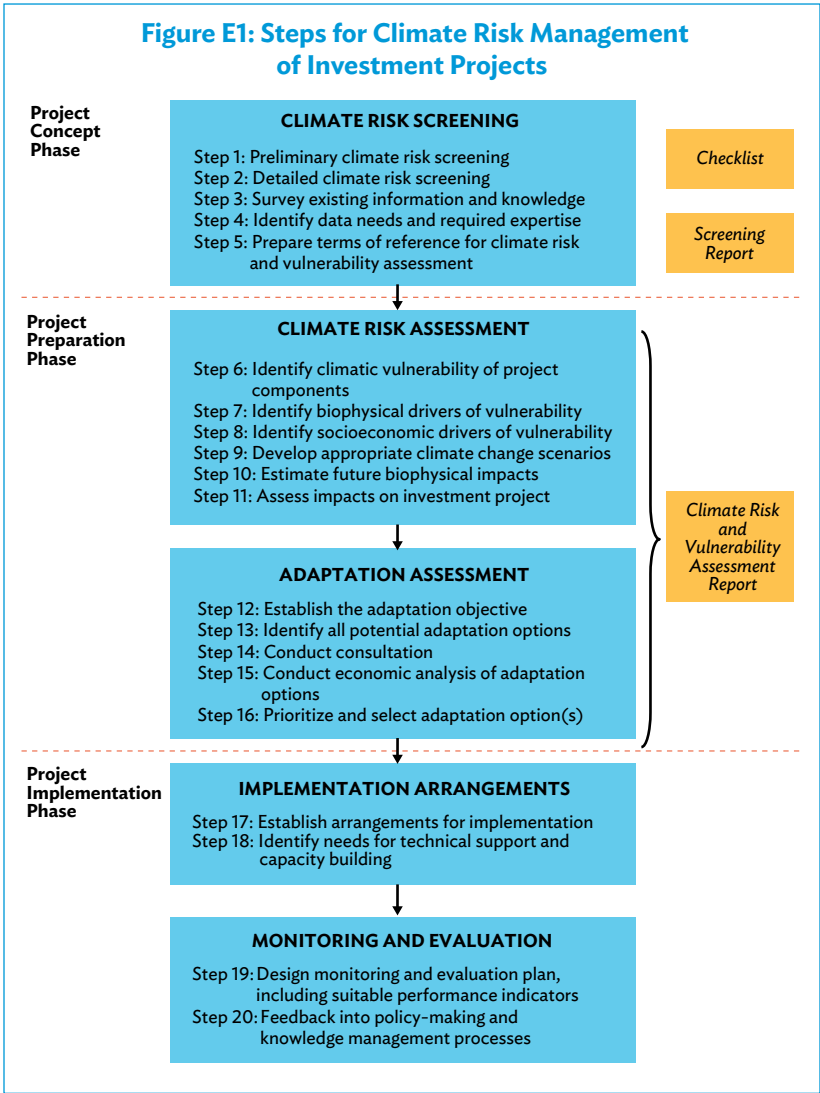 Figure E1: Steps for Climate Risk Management
of Investment Projects
Project
Concept
Phase
CLIMATE RISK SCREENING
Step 1: Preliminary climate risk screening
Step 2: Detailed climate risk screening
Step 3: Survey existing information and knowledge
Step 4: Identify data needs and required expertise
Step 5: Prepare terms of reference for climate risk
and vulnerability assessment
Checklist
Screening
Report
Project
Preparation
Phase
CLIMATE RISK ASSESSMENT
Step 6: Identify climatic vulnerability of project
components
Step 7: Identify biophysical drivers of vulnerability
Step 8: Identify socioeconomic drivers of vulnerability
Step 9: Develop appropriate climate change scenarios
Step 10: Estimate future biophysical impacts
Step 11: Assess impacts on investment project
ADAPTATION ASSESSMENT
Step 12: Establish the adaptation objective
Step 13: Identify all potential adaptation options
Step 14: Conduct consultation
Step 15: Conduct economic analysis of adaptation
options
Step 16: Prioritize and select adaptation option(s)
Climate Risk
and
Vulnerability
Assessment
Report
Project
Implementation
Phase
IMPLEMENTATION ARRANGEMENTS
Step 17: Establish arrangements for implementation
Step 18: Identify needs for technical support and
capacity building
MONITORING AND EVALUATION
Step 19: Design monitoring and evaluation plan,
including suitable performance indicators
Step 20: Feedback into policy-making and
knowledge management processes